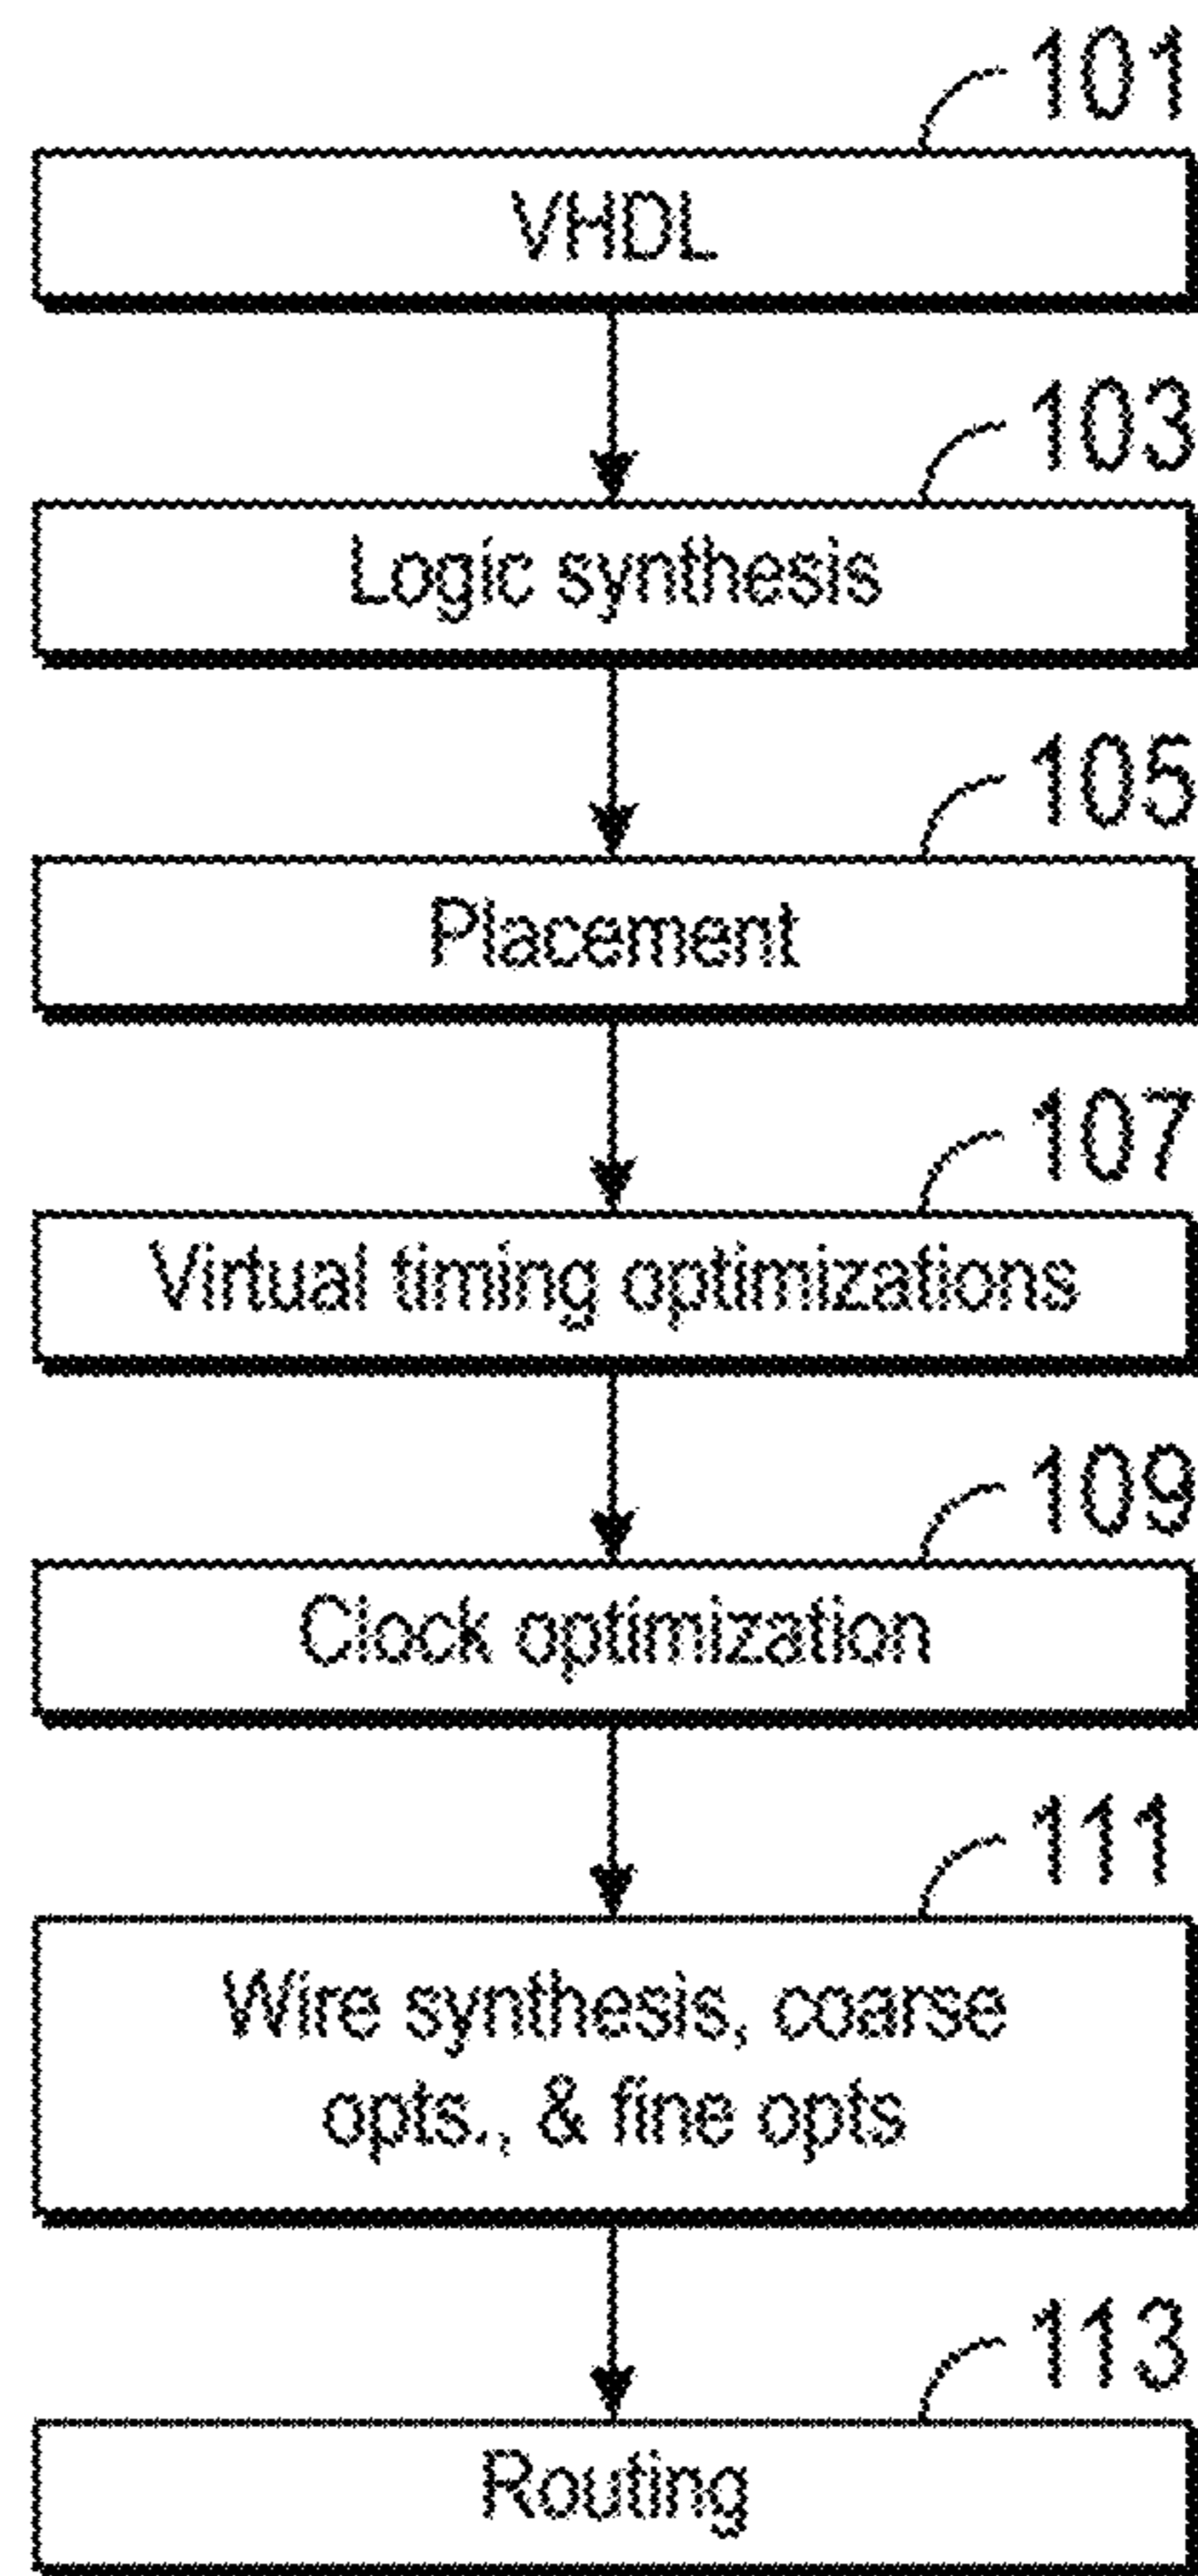 101
VHDL
103
Logic synthesis
105
Placement
107
Virtual timing optimizations
109
Clock optimization
111
Wire synthesis, coarse
opts., & fine opts
113
Routing